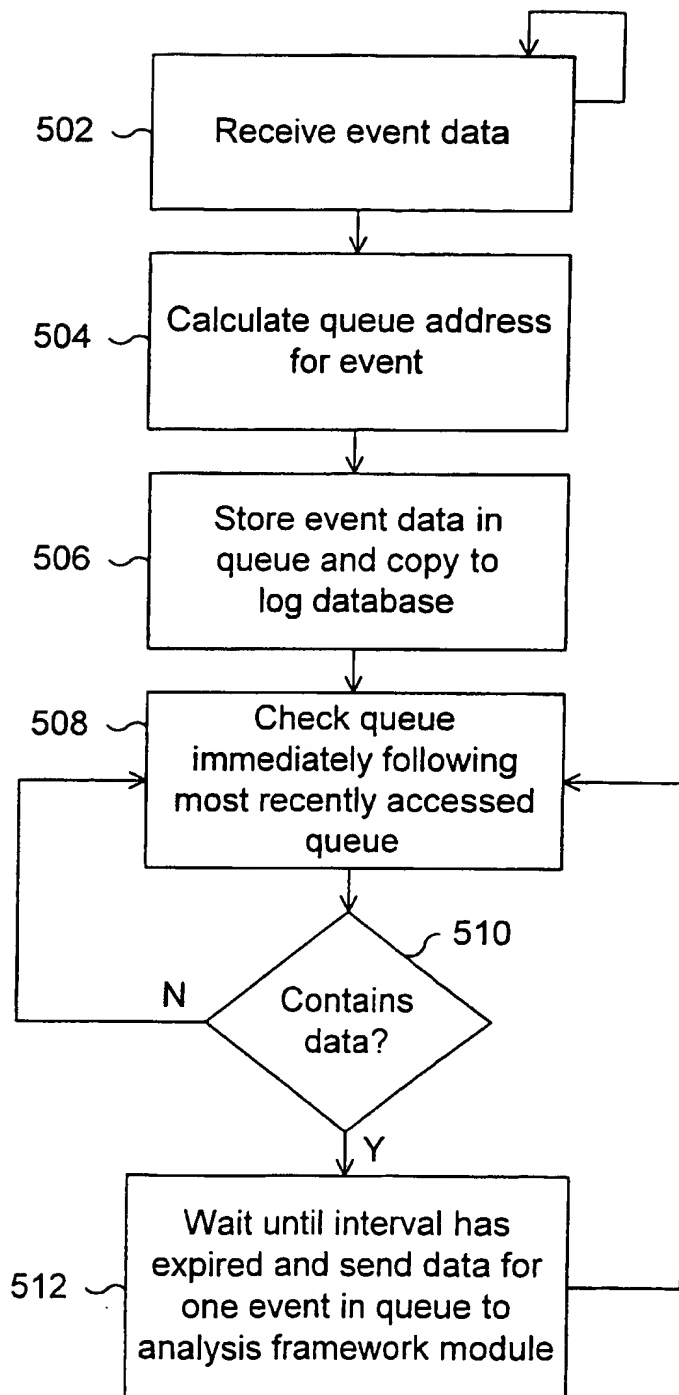 502
Receive event data
504
Calculate queue address
for event
506
Store event data in
queue and copy to
log database
508
Check queue
immediately following
most recently accessed
queue
510
N
Contains
data?
Y
512
Wait until interval has
expired and send data for
one event in queue to
analysis framework module